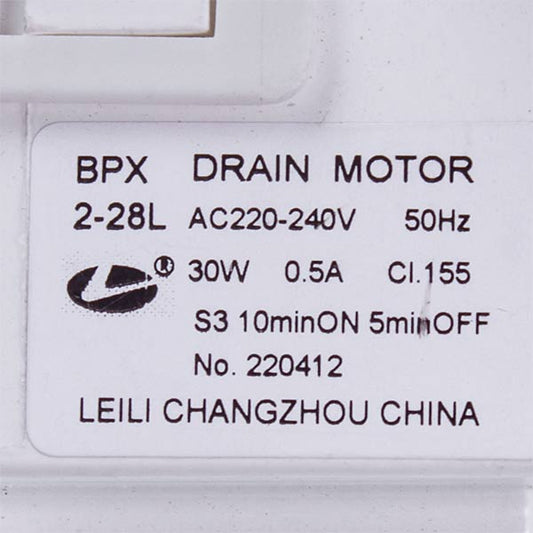 BPX DRAIN MOTOR
2-28L AC220-240V 50Hz
® 30W 0.5A Cl.155
S3 10minON 5minOFF
No. 220412
LEILI CHANGZHOU CHINA